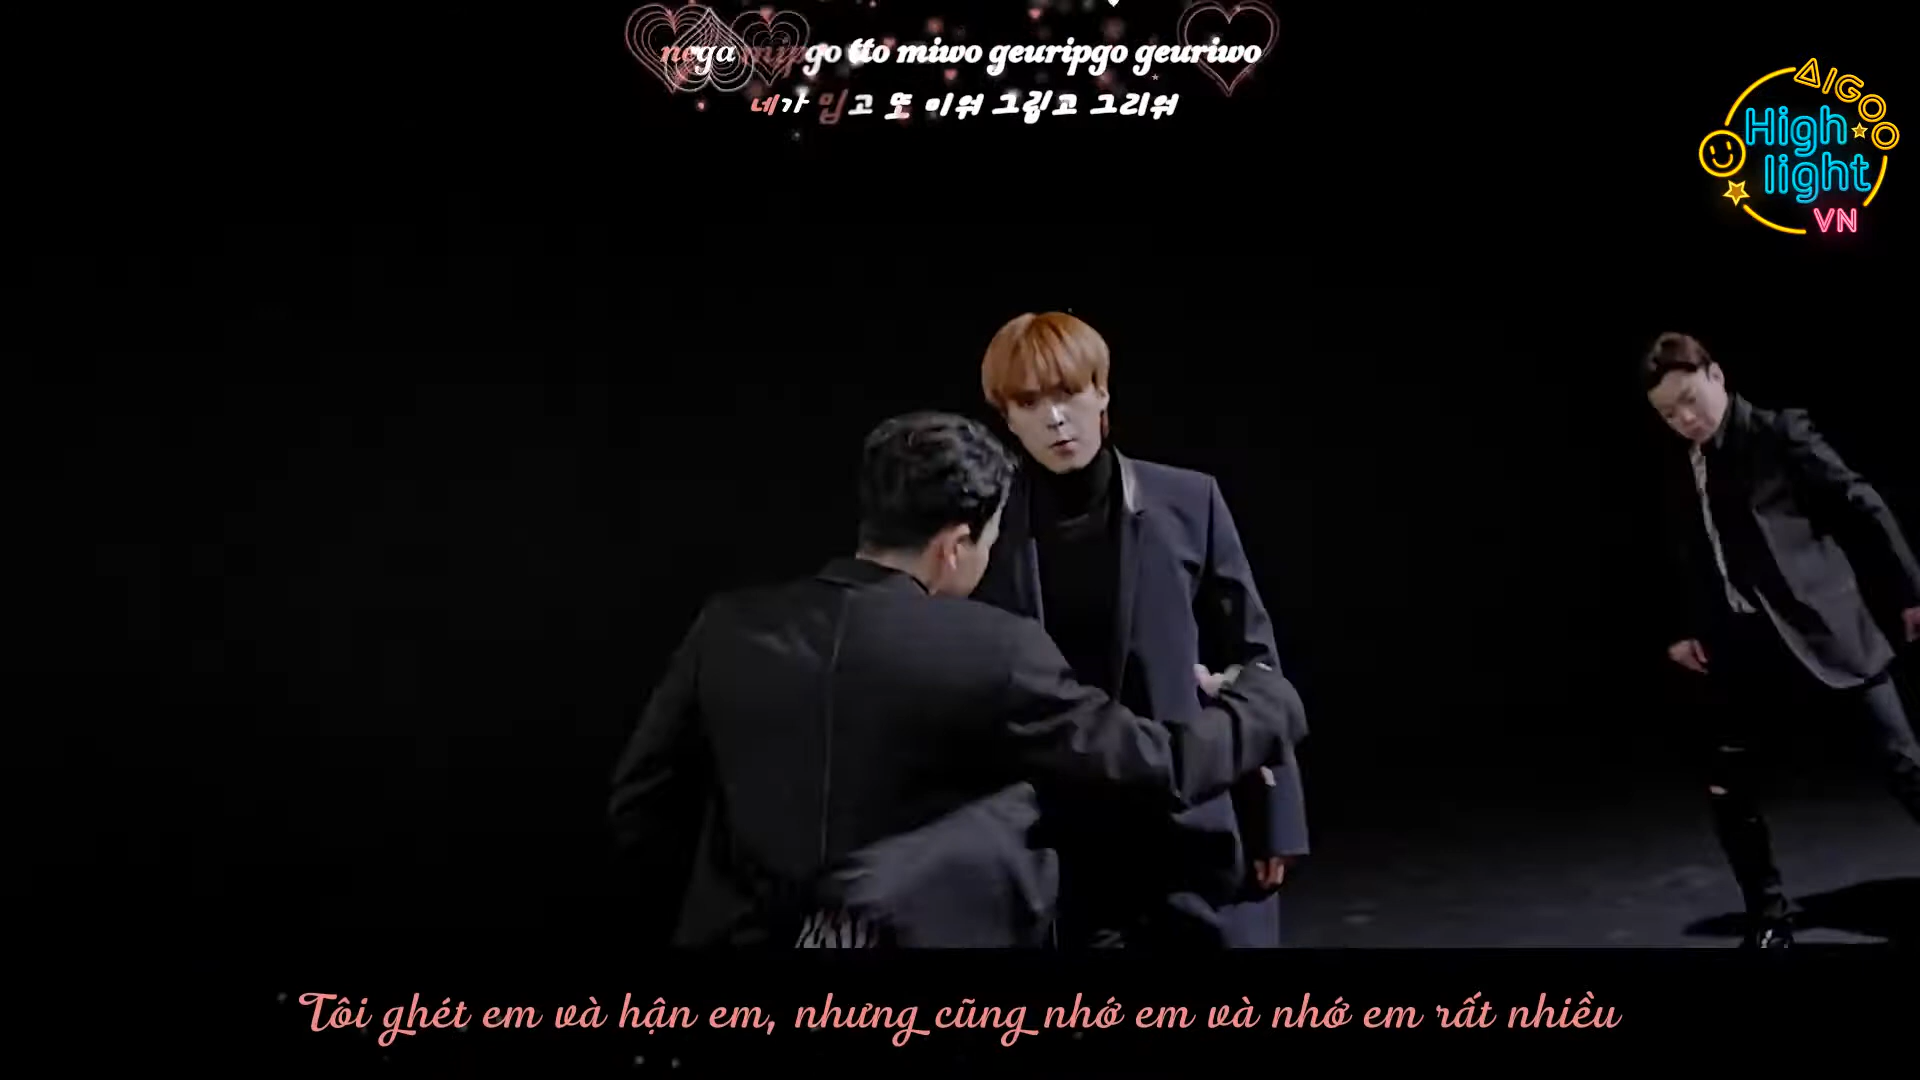 nega mipgo tto miwo geuripgo geuriwo
네가 밉고 또 미워 그립고 그리워
AIGOO
High
light
VN
Tôi ghét em và hận em, nhưng cũng nhớ em và nhớ em rất nhiều